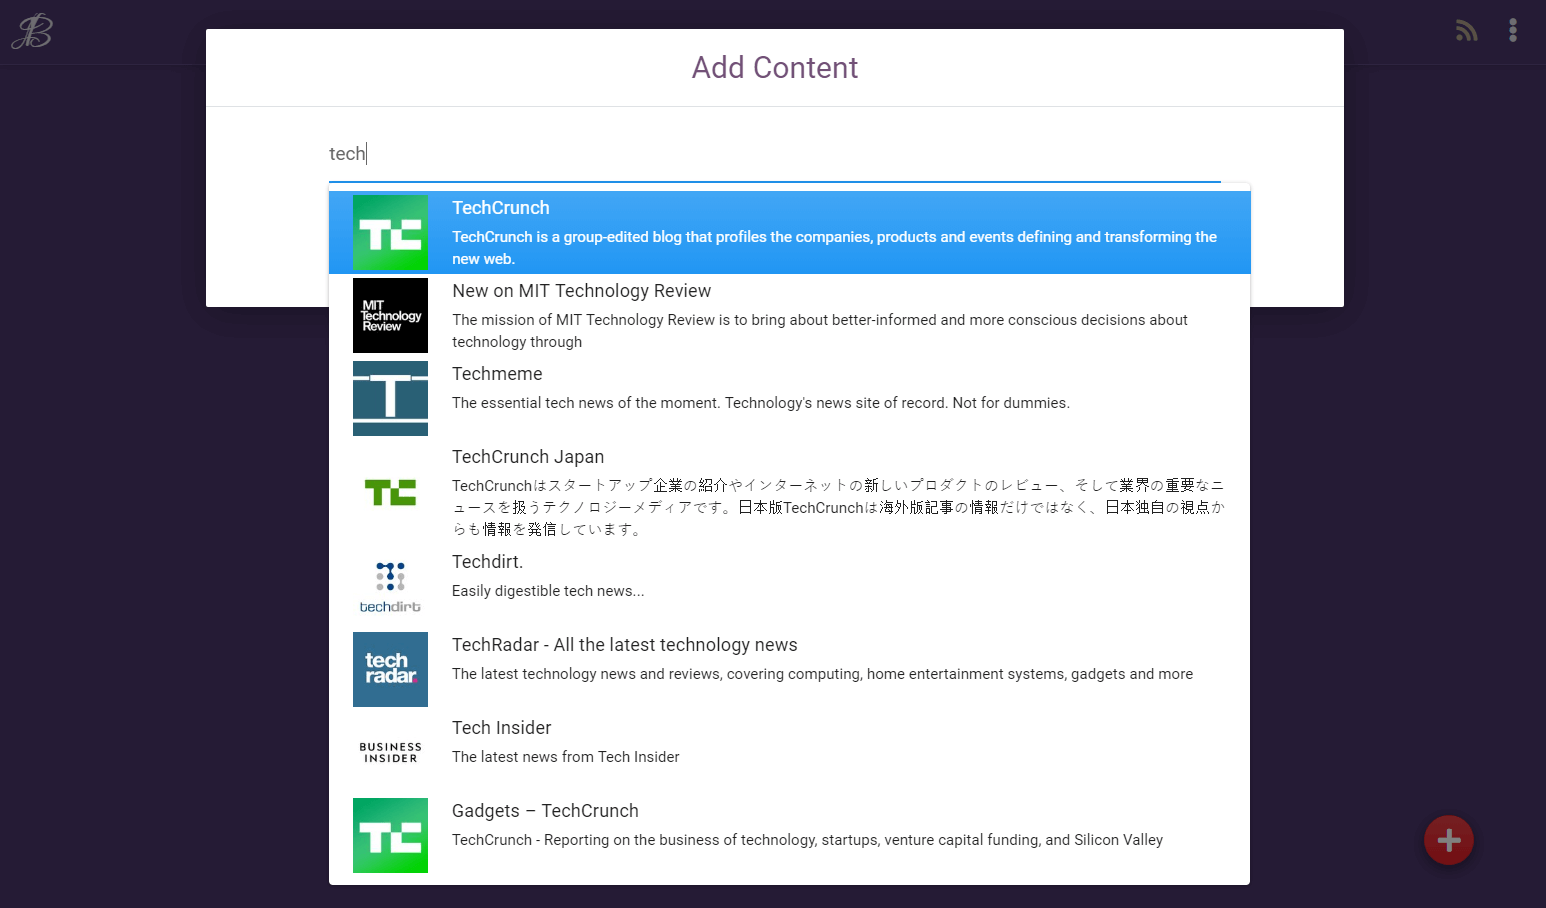 B
Add Content
tech
TC
TechCrunch
TechCrunch is a group-edited blog that profiles the companies, products and events defining and transforming the
new web.
MIT
Technology
Review
New on MIT Technology Review
The mission of MIT Technology Review is to bring about better-informed and more conscious decisions about
technology through
T
Techmeme
The essential tech news of the moment. Technology's news site of record. Not for dummies.
TC
TechCrunch Japan
TechCrunchはスタートアップ企業の紹介やインターネットの新しいプロダクトのレビュー、そして業界の重要なニ
ュースを扱うテクノロジーメディアです。日本版TechCrunchは海外版記事の情報だけではなく、日本独自の視点か
らも情報を発信しています。
techdirt
Techdirt.
Easily digestible tech news...
tech
radar.
TechRadar - All the latest technology news
The latest technology news and reviews, covering computing, home entertainment systems, gadgets and more
BUSINESS
INSIDER
Tech Insider
The latest news from Tech Insider
TC
Gadgets – TechCrunch
TechCrunch - Reporting on the business of technology, startups, venture capital funding, and Silicon Valley